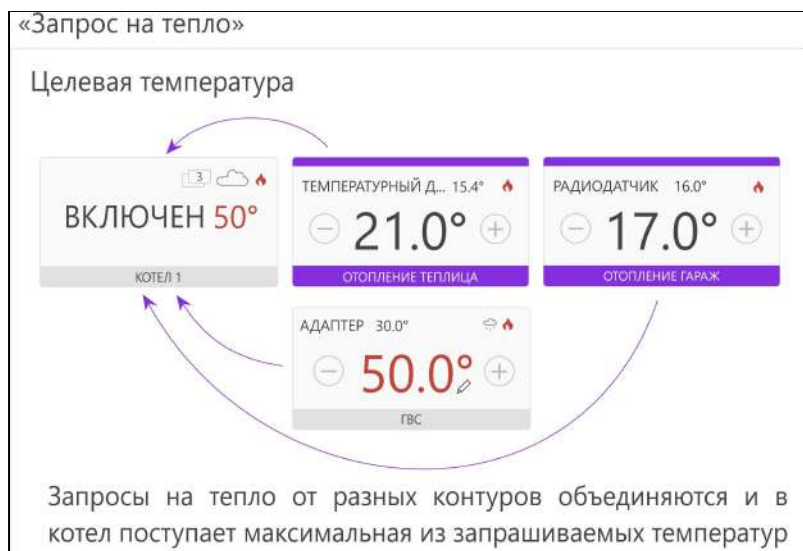 «Запрос на тепло»
Целевая температура
3
ВКЛЮЧЕН 50°
КОТЕЛ 1
ТЕМПЕРАТУРНЫЙ Д... 15.4°
− 21.0° +
ОТОПЛЕНИЕ ТЕПЛИЦА
РАДИОДАТЧИК 16.0°
− 17.0° +
ОТОПЛЕНИЕ ГАРАЖ
АДАПТЕР 30.0°
− 50.0° +
ГВС
Запросы на тепло от разных контуров объединяются и в
котел поступает максимальная из запрашиваемых температур